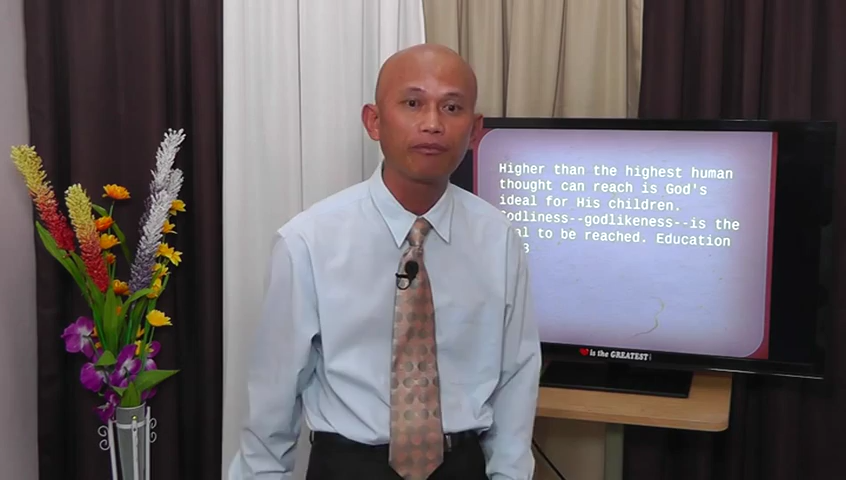 Higher than the highest human
thought can reach is God's
ideal for His children.
Godliness--godlikeness--is the
to be reached. Education
is the GREATEST